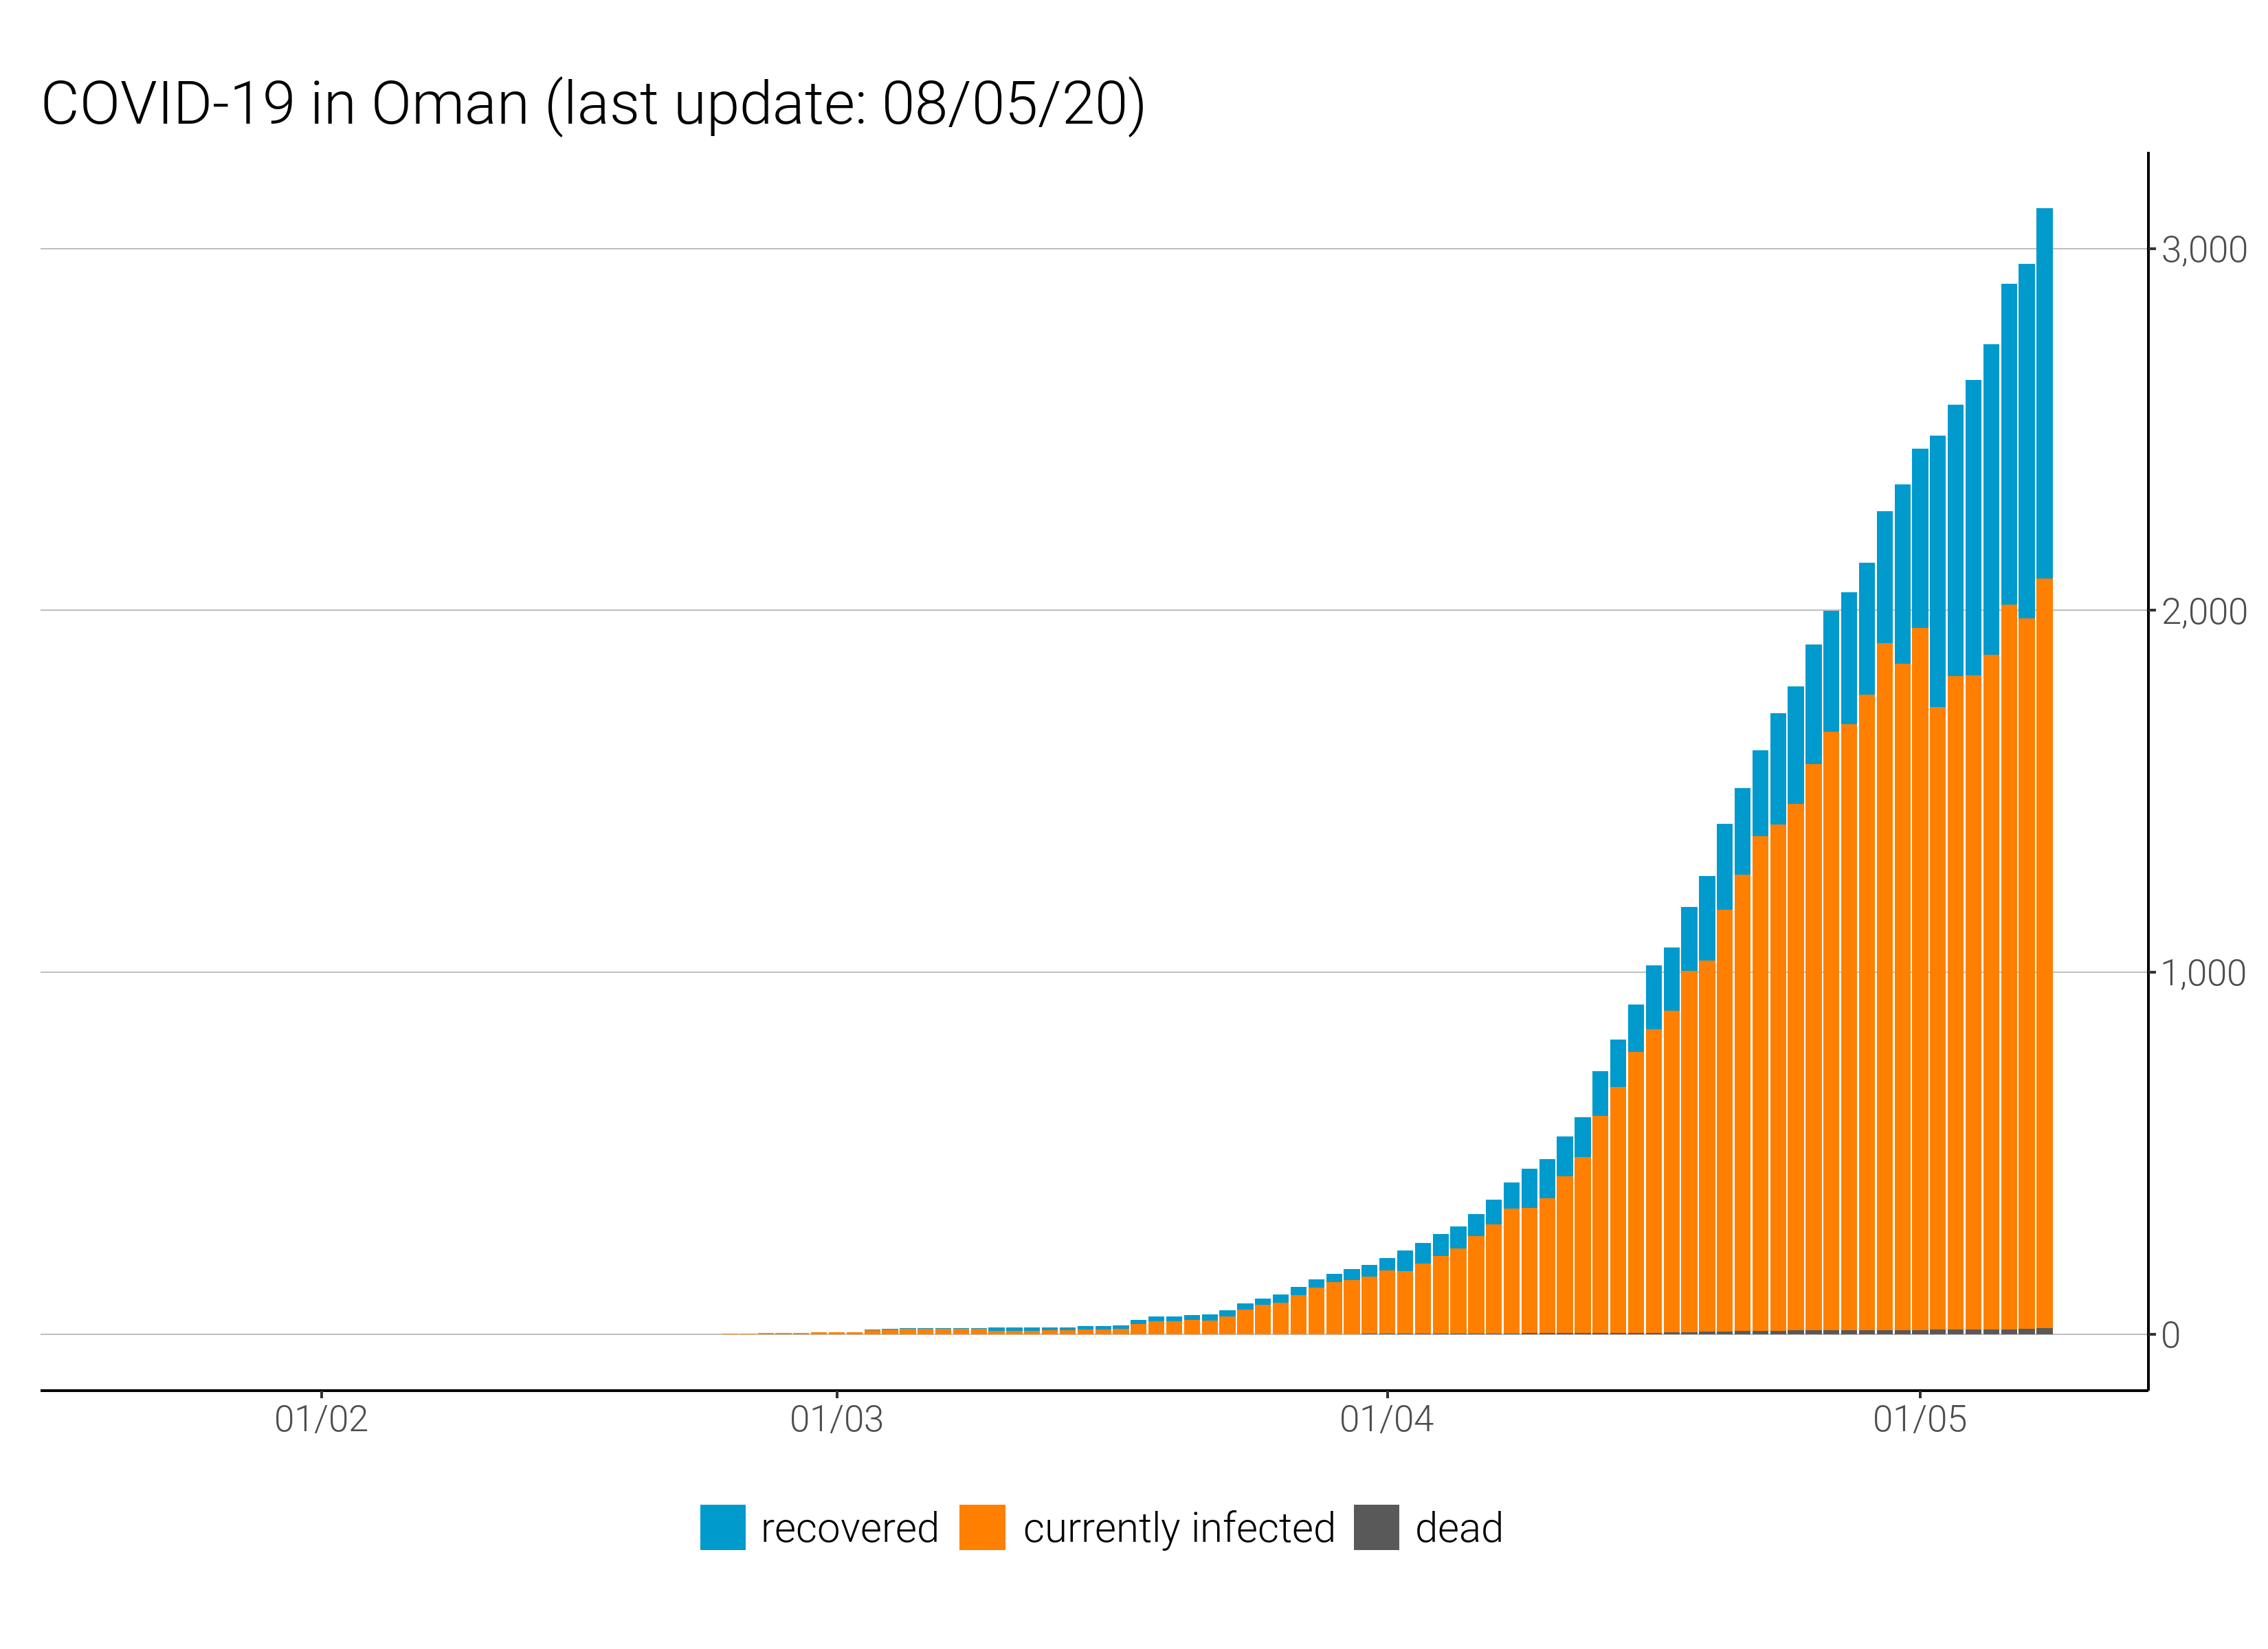 COVID-19 in Oman (last update: 08/05/20)
3,000
2,000
1,000
0
01/02 01/03 01/04 01/05
recovered currently infected dead